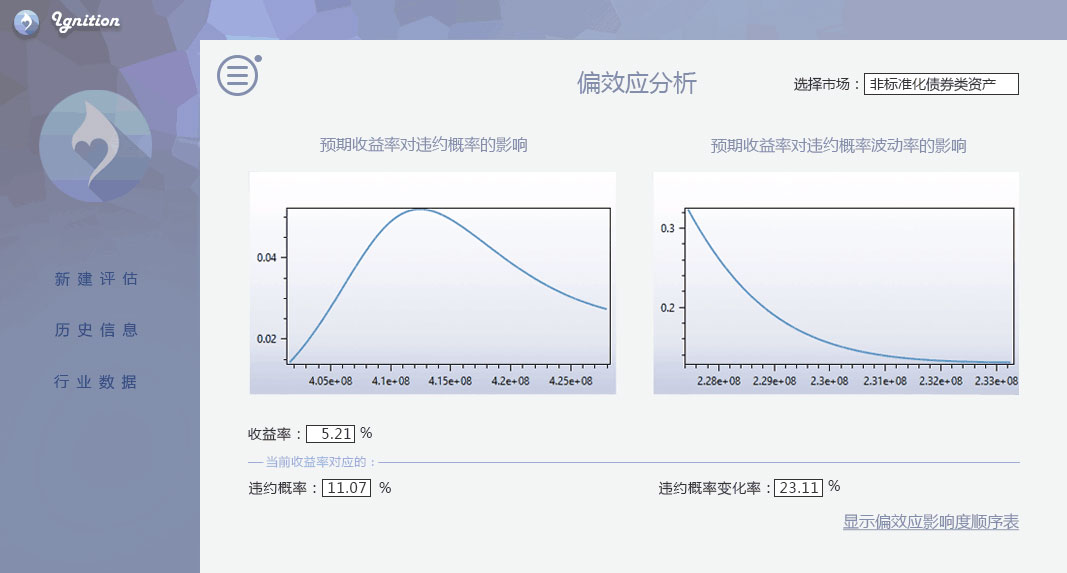 Ignition
偏效应分析
选择市场：非标准化债券类资产
预期收益率对违约概率的影响
预期收益率对违约概率波动率的影响
0.04
0.02
4.05e+08 4.1e+08 4.15e+08 4.2e+08 4.25e+08
0.3
0.2
2.28e+08 2.29e+08 2.3e+08 2.31e+08 2.32e+08 2.33e+08
新建评估
历史信息
行业数据
收益率：5.21 %
当前收益率对应的：
违约概率：11.07 %
违约概率变化率：23.11 %
显示偏效应影响度顺序表